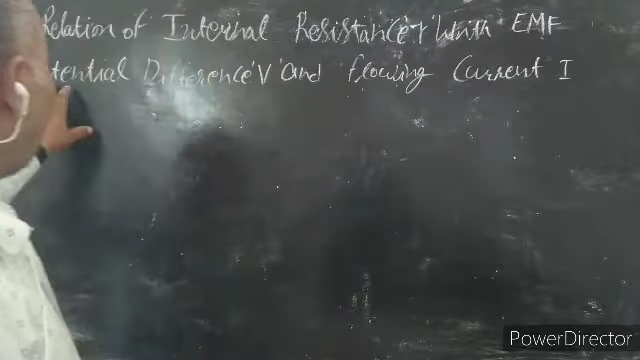 Relation of Internal Resistance 'r' With EMF
tential Difference 'V' and flowing Current I
PowerDirector